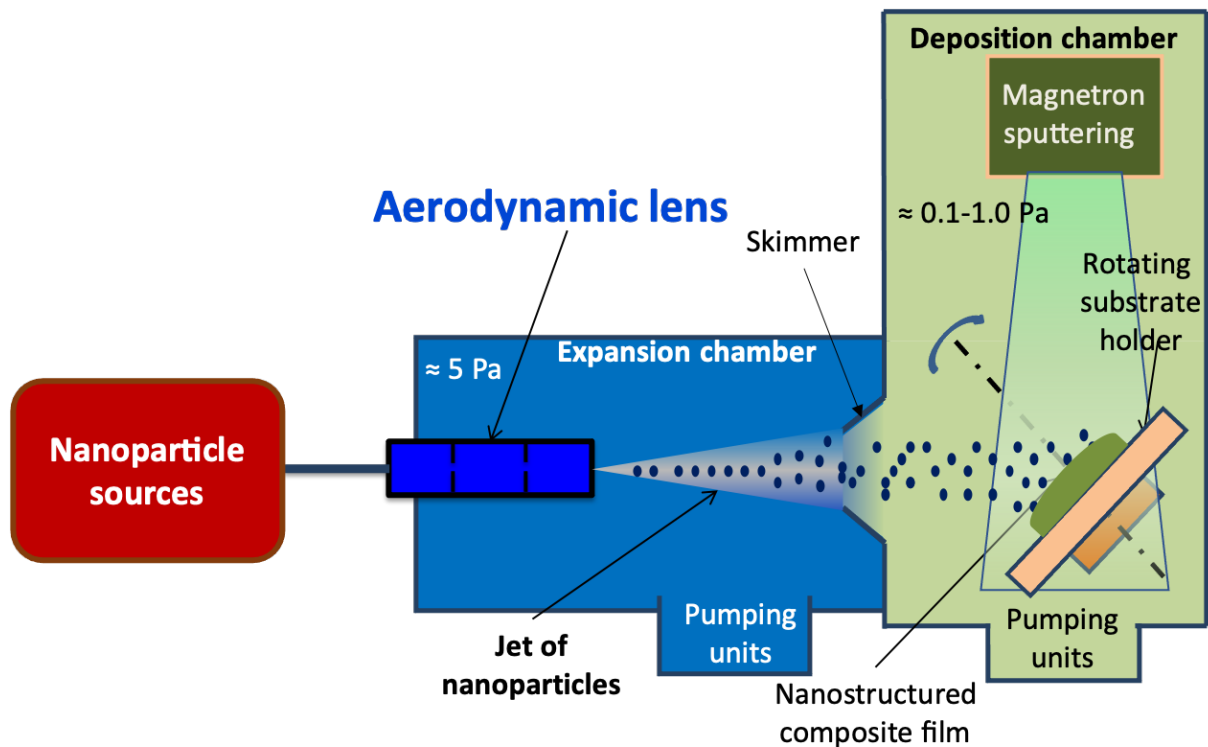 Deposition chamber
Magnetron
sputtering
Aerodynamic lens
≈ 0.1-1.0 Pa
Skimmer
Rotating
substrate
holder
Expansion chamber
≈ 5 Pa
Nanoparticle
sources
Pumping
units
Pumping
units
Jet of
nanoparticles
Nanostructured
composite film